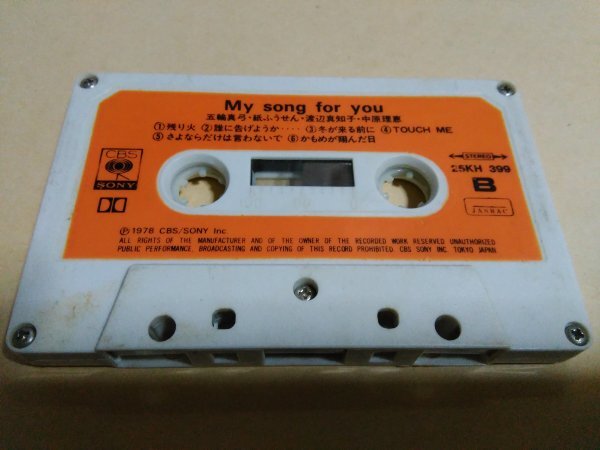 My song for you
五輪真弓・紙ふうせん・渡辺真知子・中原理恵
①残り火 ②誰に告げようか‥‥ ③冬が来る前に ④TOUCH ME
⑤さよならだけは言わないで ⑥かもめが翔んだ日
CBS
SONY
STEREO
25KH 399
B
JASRAC
Ⓟ1978 CBS/SONY Inc
ALL RIGHTS OF THE MANUFACTURER AND OF THE OWNER OF THE RECORDED WORK RESERVED UNAUTHORIZED
PUBLIC PERFORMANCE, BROADCASTING AND COPYING OF THIS RECORD PROHIBITED. CBS SONY INC. TOKYO JAPAN.